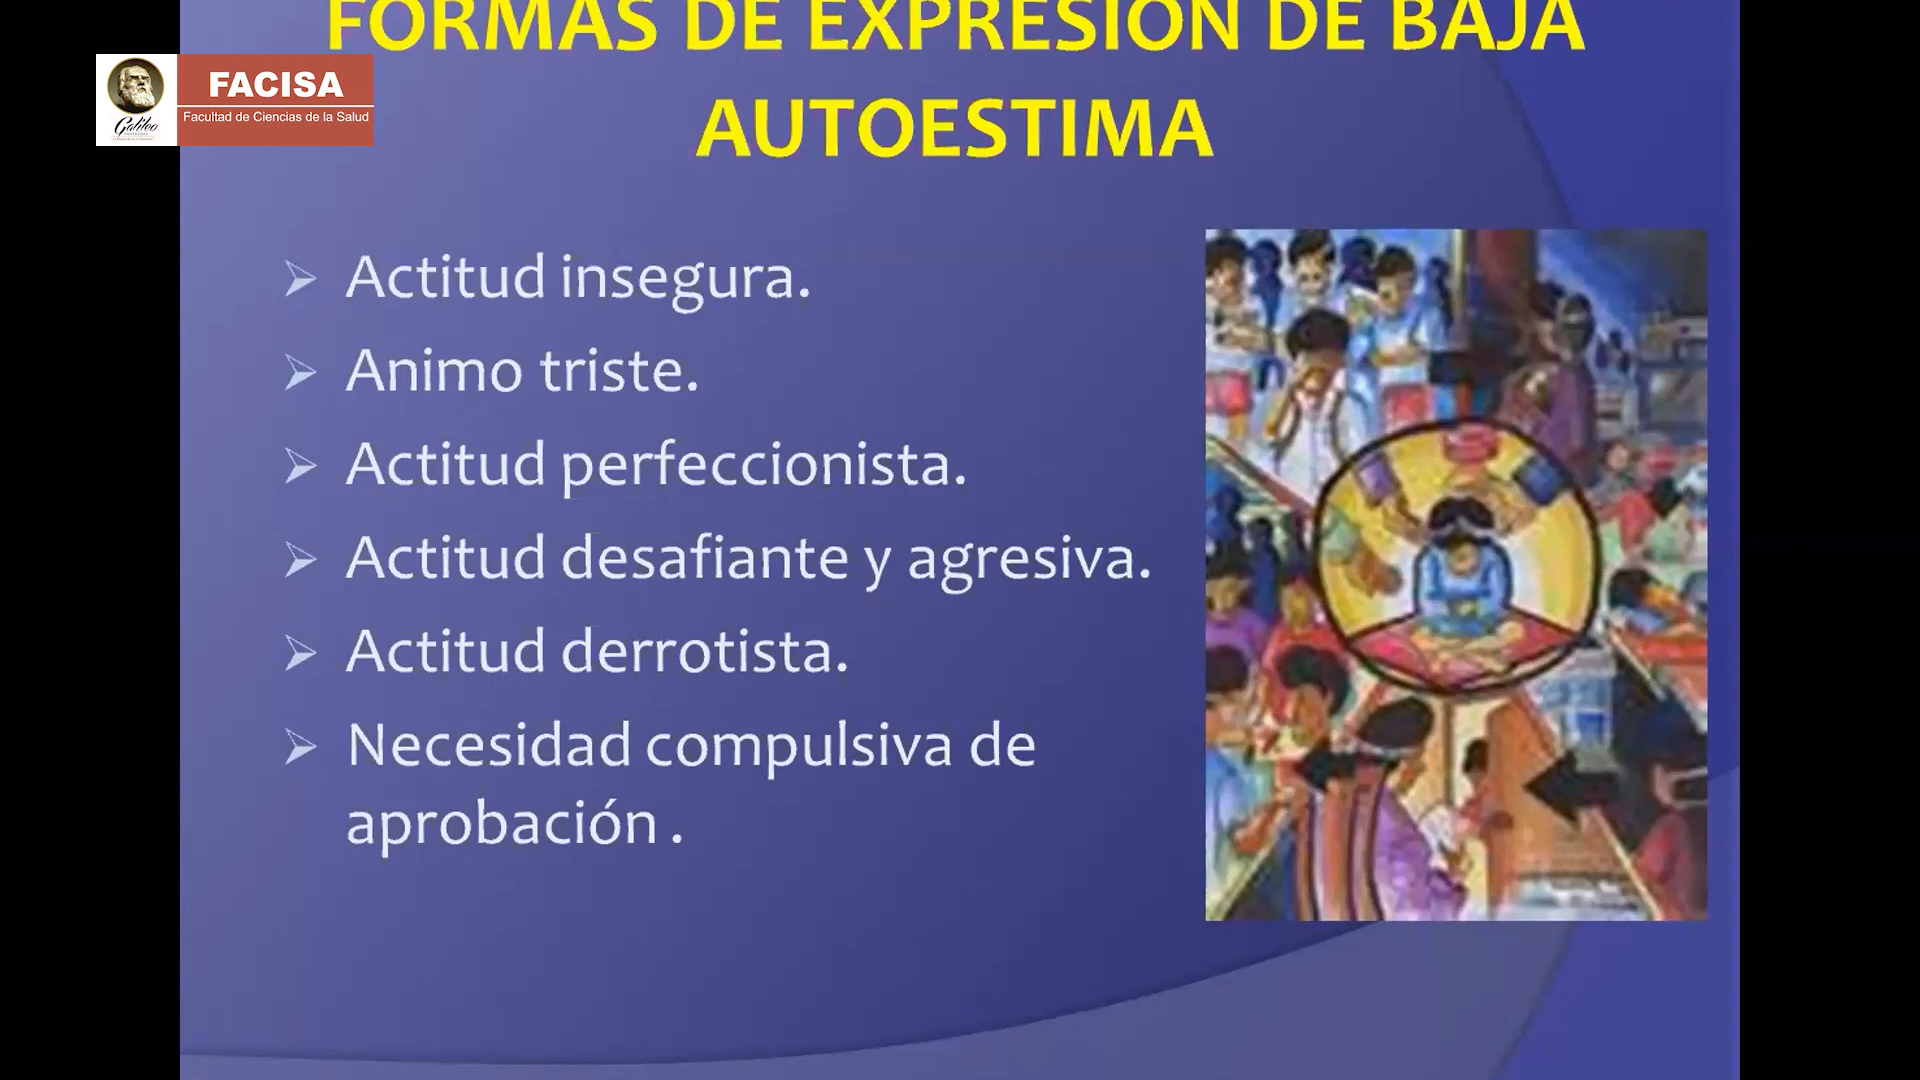 FORMAS DE EXPRESIÓN DE BAJA
AUTOESTIMA
FACISA
Facultad de Ciencias de la Salud
Galileo
Actitud insegura.
Animo triste.
Actitud perfeccionista.
Actitud desafiante y agresiva.
Actitud derrotista.
Necesidad compulsiva de
aprobación .